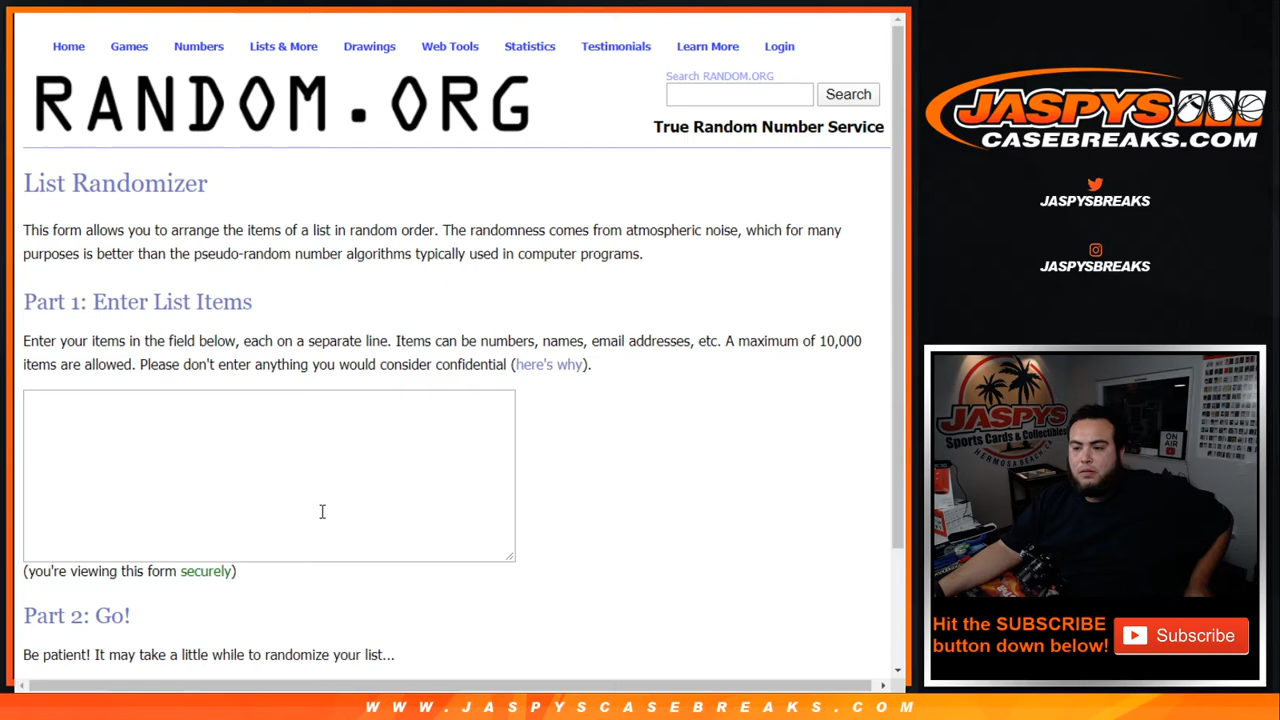 Home Games Numbers Lists & More Drawings Web Tools Statistics Testimonials Learn More Login
RANDOM.ORG
Search RANDOM.ORG
Search
True Random Number Service
List Randomizer
This form allows you to arrange the items of a list in random order. The randomness comes from atmospheric noise, which for many
purposes is better than the pseudo-random number algorithms typically used in computer programs.
Part 1: Enter List Items
Enter your items in the field below, each on a separate line. Items can be numbers, names, email addresses, etc. A maximum of 10,000
items are allowed. Please don't enter anything you would consider confidential (here's why).
(you're viewing this form securely)
Part 2: Go!
Be patient! It may take a little while to randomize your list...
JASPYS
CASEBREAKS.COM
JASPYSBREAKS
JASPYSBREAKS
JASPYS
Sports Cards & Collectibles
HERMOSA BEACH, CA
ON
AIR
Hit the SUBSCRIBE
button down below!
Subscribe
WWW.JASPYSCASEBREAKS.COM